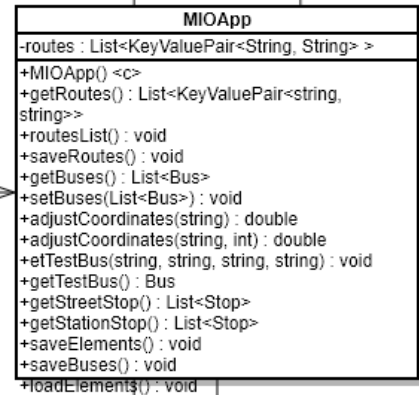 MIOApp
-routes : List<KeyValuePair<String, String> >
+MIOApp() <c>
+getRoutes() : List<KeyValuePair<string,
string>>
+routesList() : void
+saveRoutes() : void
+getBuses() : List<Bus>
+setBuses(List<Bus>) : void
+adjustCoordinates(string) : double
+adjustCoordinates(string, int) : double
+etTestBus(string, string, string, string) : void
+getTestBus() : Bus
+getStreetStop() : List<Stop>
+getStationStop() : List<Stop>
+saveElements() : void
+saveBuses() : void
+loadElements() : void